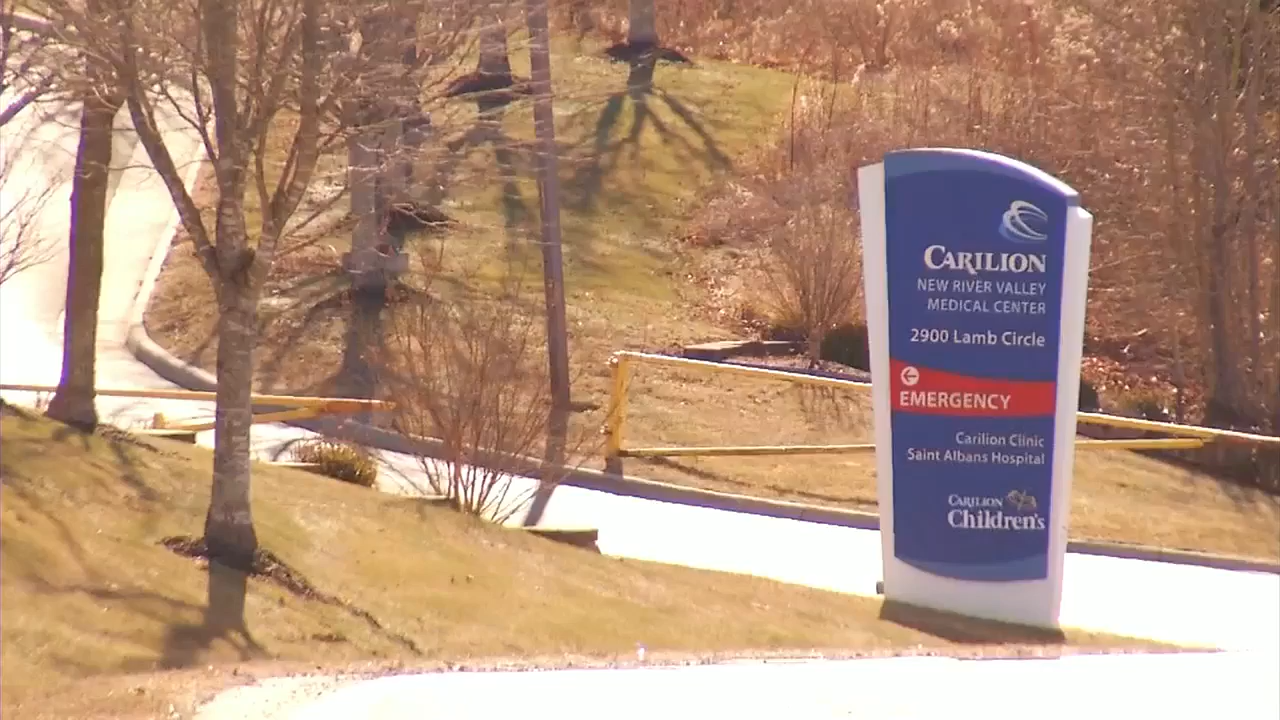 CARILION
NEW RIVER VALLEY
MEDICAL CENTER
2900 Lamb Circle
EMERGENCY
Carilion Clinic
Saint Albans Hospital
CARILION
Children's